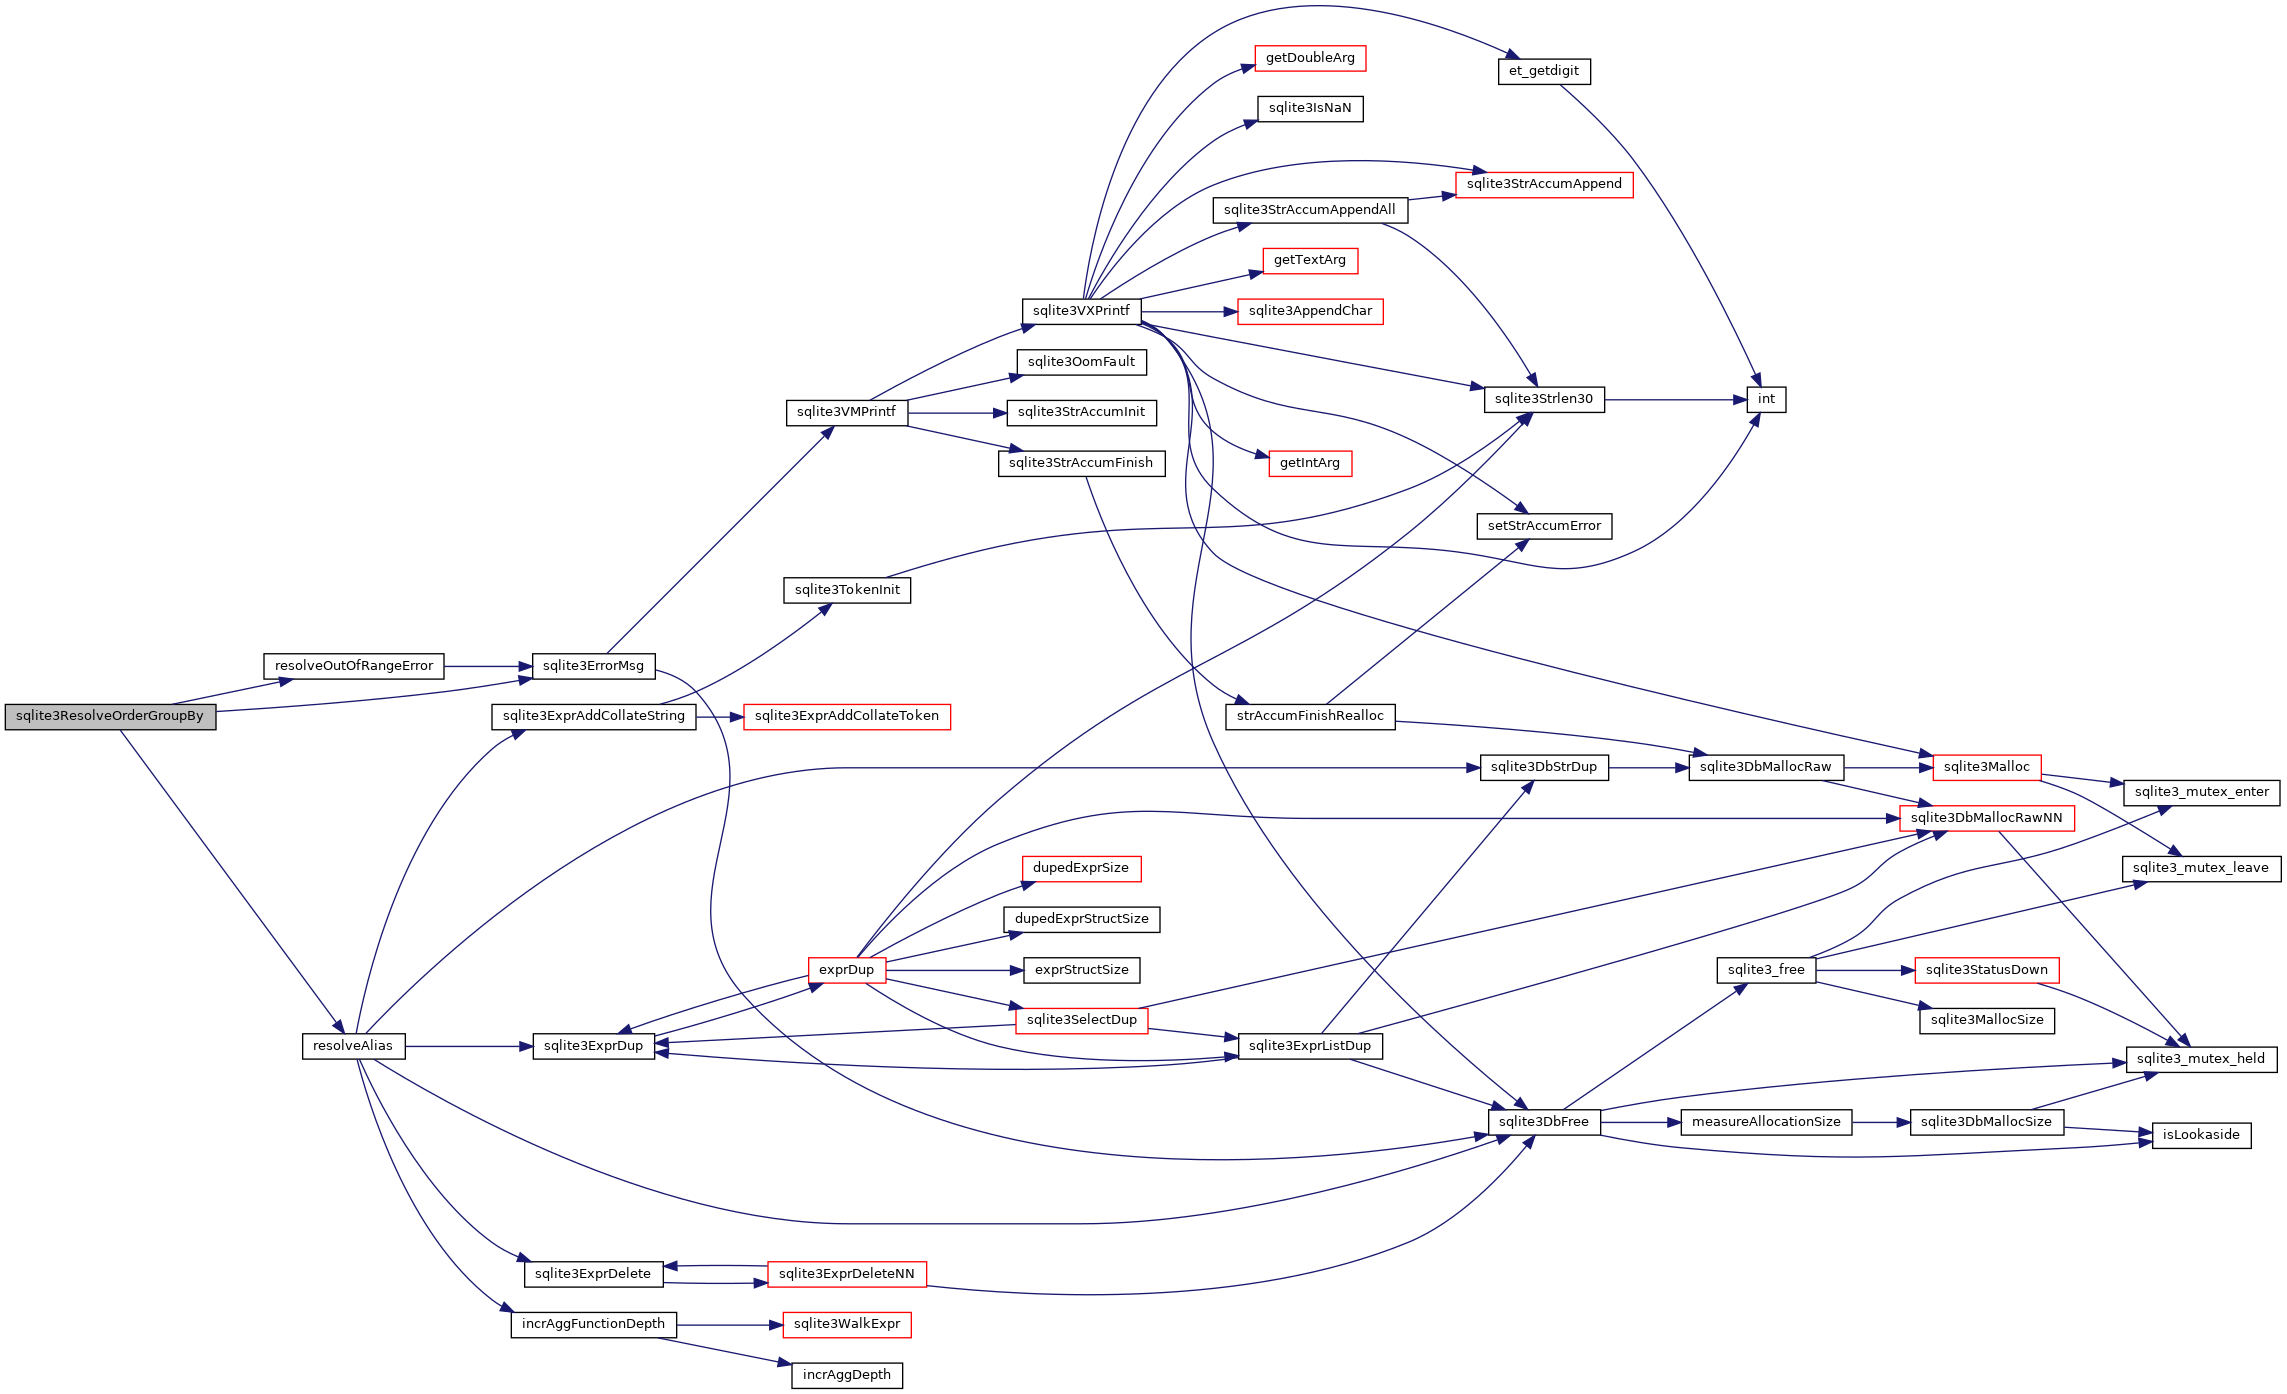 et_getdigit
getDoubleArg
sqlite3IsNaN
sqlite3StrAccumAppend
sqlite3StrAccumAppendAll
getTextArg
sqlite3VXPrintf
sqlite3AppendChar
sqlite3OomFault
sqlite3VMPrintf
sqlite3StrAccumInit
sqlite3Strlen30
int
sqlite3StrAccumFinish
getIntArg
setStrAccumError
sqlite3TokenInit
resolveOutOfRangeError
sqlite3ErrorMsg
sqlite3ResolveOrderGroupBy
sqlite3ExprAddCollateString
sqlite3ExprAddCollateToken
strAccumFinishRealloc
sqlite3DbStrDup
sqlite3DbMallocRaw
sqlite3Malloc
sqlite3_mutex_enter
sqlite3DbMallocRawNN
dupedExprSize
sqlite3_mutex_leave
dupedExprStructSize
exprDup
exprStructSize
sqlite3_free
sqlite3StatusDown
sqlite3SelectDup
sqlite3MallocSize
resolveAlias
sqlite3ExprDup
sqlite3ExprListDup
sqlite3_mutex_held
sqlite3DbFree
measureAllocationSize
sqlite3DbMallocSize
isLookaside
sqlite3ExprDelete
sqlite3ExprDeleteNN
incrAggFunctionDepth
sqlite3WalkExpr
incrAggDepth